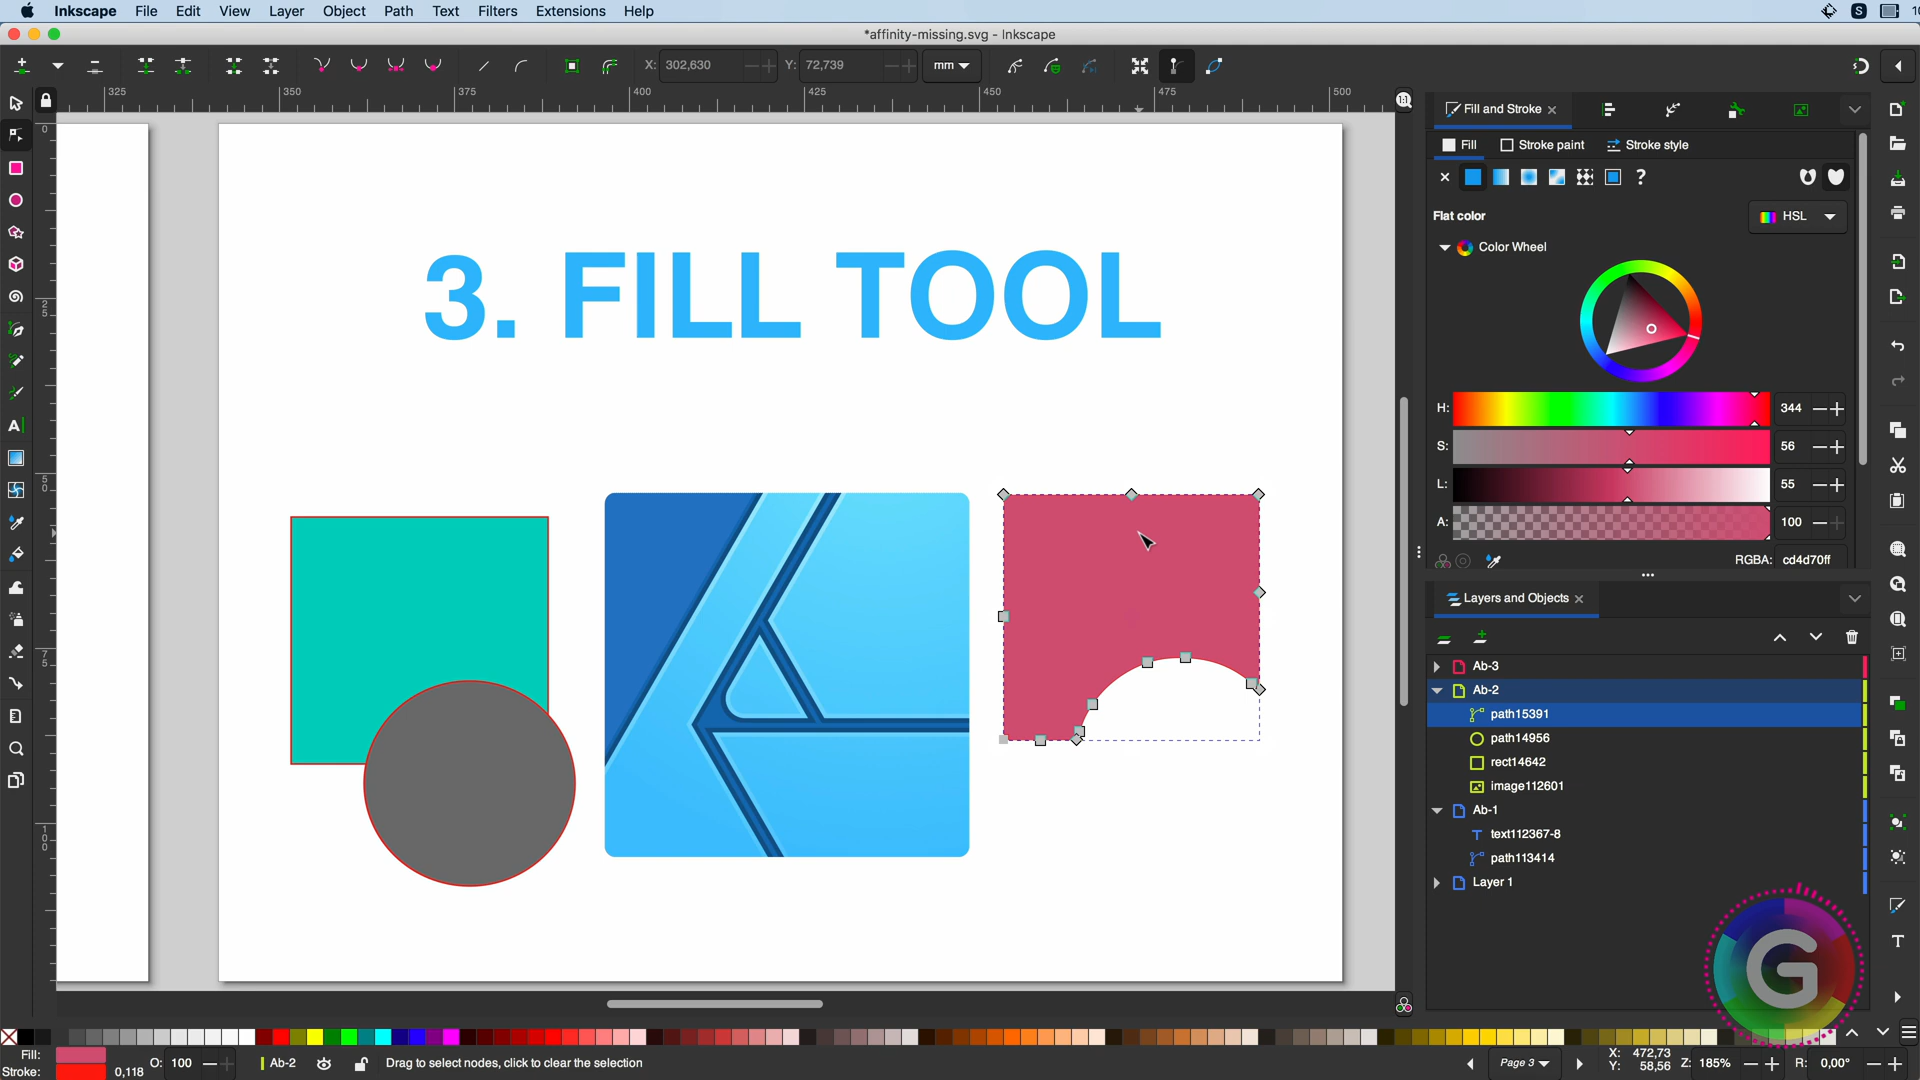 Inkscape File Edit View Layer Object Path Text Filters Extensions Help
*affinity-missing.svg - Inkscape
X: 302,630 Y: 72,739 mm
325 350 375 400 425 450 475 500
Fill and Stroke
Fill Stroke paint Stroke style
Flat color HSL
Color Wheel
3. FILL TOOL
H: 344
S: 56
L: 55
A: 100
RGBA: cd4d70ff
Layers and Objects
Ab-3
Ab-2
path15391
path14956
rect14642
image112601
Ab-1
text112367-8
path113414
Layer 1
G
Fill: O: 100 Ab-2 Drag to select nodes, click to clear the selection Page 3 X: 472,73 Z: 185% R: 0,00°
Stroke: 0,118 Y: 58,56